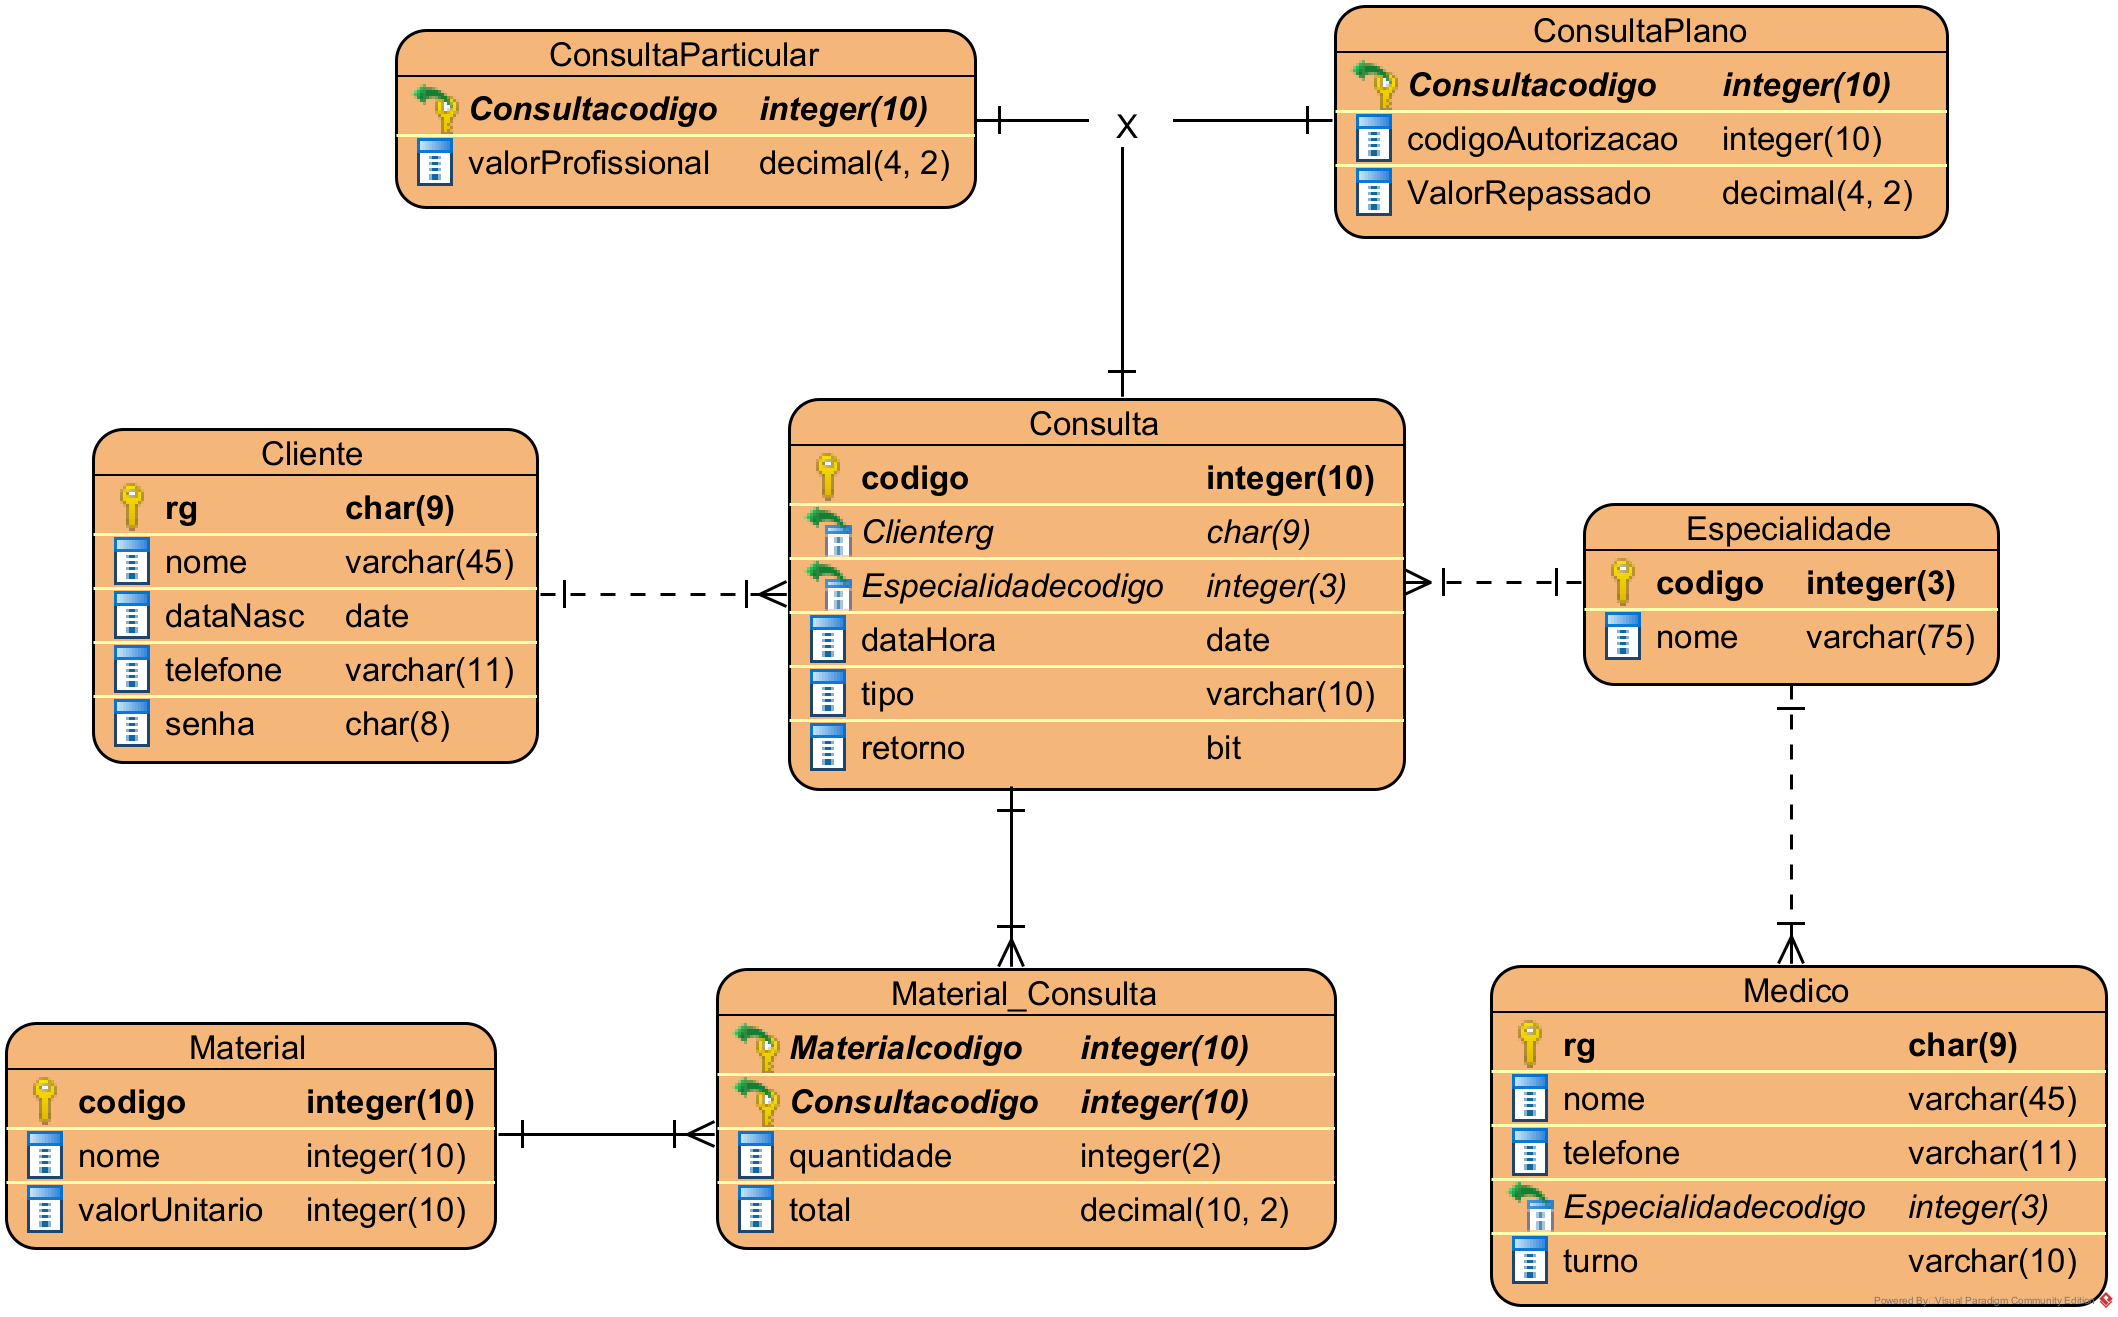 ConsultaParticular
Consultacodigo integer(10)
valorProfissional decimal(4, 2)
ConsultaPlano
Consultacodigo integer(10)
codigoAutorizacao integer(10)
ValorRepassado decimal(4, 2)
X
Cliente
rg char(9)
nome varchar(45)
dataNasc date
telefone varchar(11)
senha char(8)
Consulta
codigo integer(10)
Clienterg char(9)
Especialidadecodigo integer(3)
dataHora date
tipo varchar(10)
retorno bit
Especialidade
codigo integer(3)
nome varchar(75)
Material
codigo integer(10)
nome integer(10)
valorUnitario integer(10)
Material_Consulta
Materialcodigo integer(10)
Consultacodigo integer(10)
quantidade integer(2)
total decimal(10, 2)
Medico
rg char(9)
nome varchar(45)
telefone varchar(11)
Especialidadecodigo integer(3)
turno varchar(10)
Powered By: Visual Paradigm Community Edition